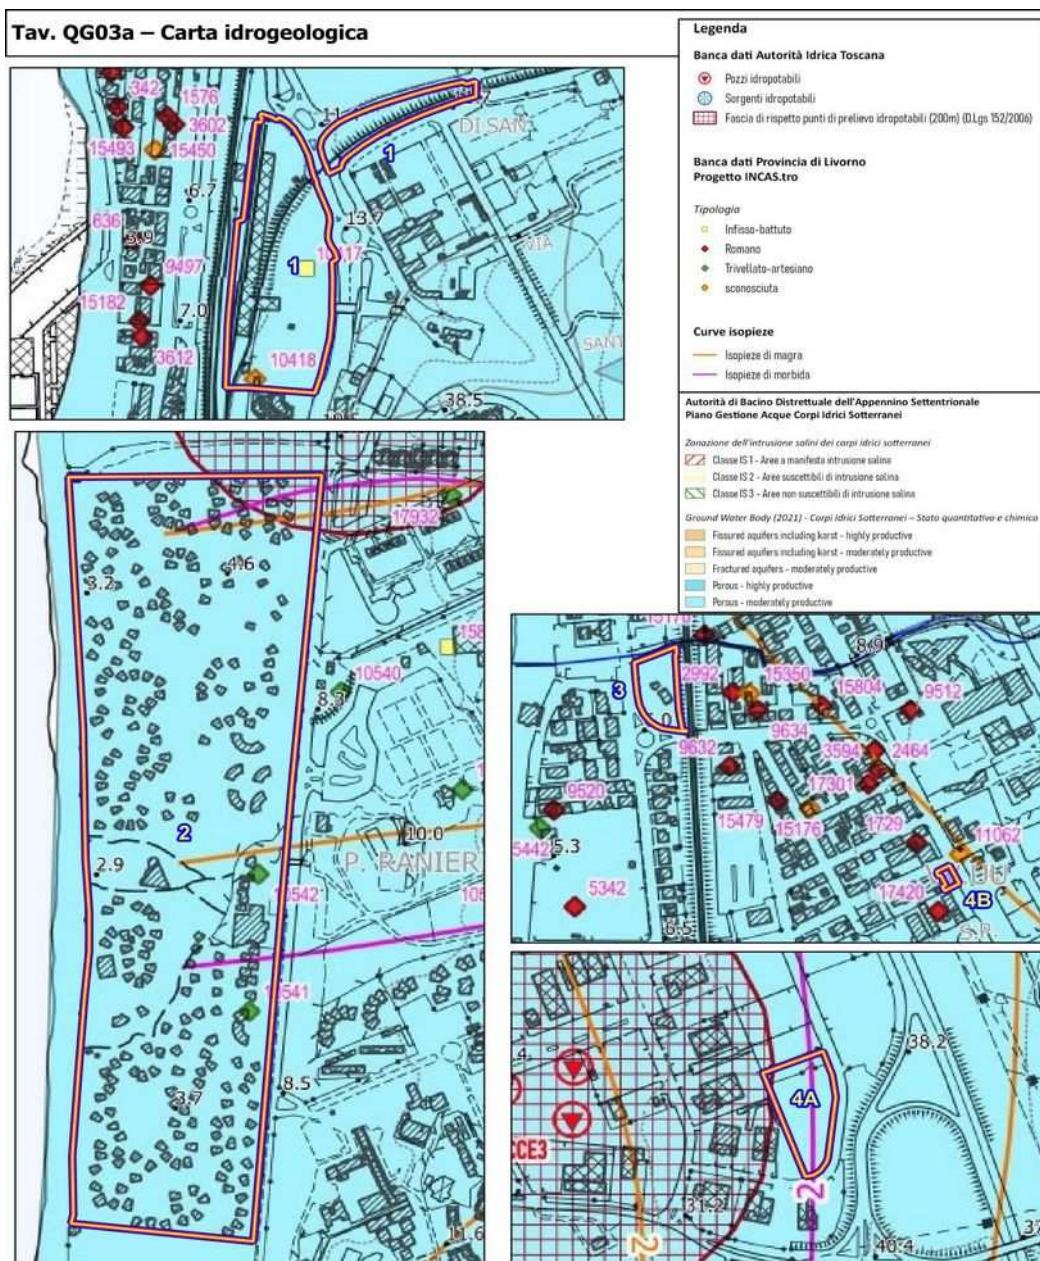 Tav. QG03a – Carta idrogeologica
Legenda
Banca dati Autorità Idrica Toscana
Pozzi idropotabili
Sorgenti idropotabili
Fascia di rispetto punti di prelievo idropotabili (200m) (D.Lgs 152/2006)
Banca dati Provincia di Livorno
Progetto INCAS.tro
Tipologia
Infisso-battuto
Romano
Trivellato-artesiano
sconosciuta
Curve isopieze
Isopieze di magra
Isopieze di morbida
Autorità di Bacino Distrettuale dell'Appennino Settentrionale
Piano Gestione Acque Corpi Idrici Sotterranei
Zonazione dell'intrusione salini dei corpi idrici sotterranei
Classe IS 1 - Aree a manifesta intrusione salina
Classe IS 2 - Aree suscettibili di intrusione salina
Classe IS 3 - Aree non suscettibili di intrusione salina
Ground Water Body (2021) - Corpi Idrici Sotterranei – Stato quantitativo e chimico
Fissured aquifers including karst - highly productive
Fissured aquifers including karst - moderately productive
Fractured aquifers - moderately productive
Porous - highly productive
Porous - moderately productive
342
1576
3602
15493
15450
11
DI SAN
1
6.7
636
3.9
13.7
VIA
9497
1
15182
7.0
3612
10418
SANT
38.5
17932
4.6
3.2
10540
8.3
2
10.0
P. RANIER
2.9
10542
10541
3.7
8.5
11.6
8.9
3
2992
15350
15804
9512
9632
9634
3594
2464
17301
9520
15479
15176
1729
11062
5442
5.3
5342
17420
4B
6.5
S.P.
38.2
4A
CCE3
2
31.2
2
40.4